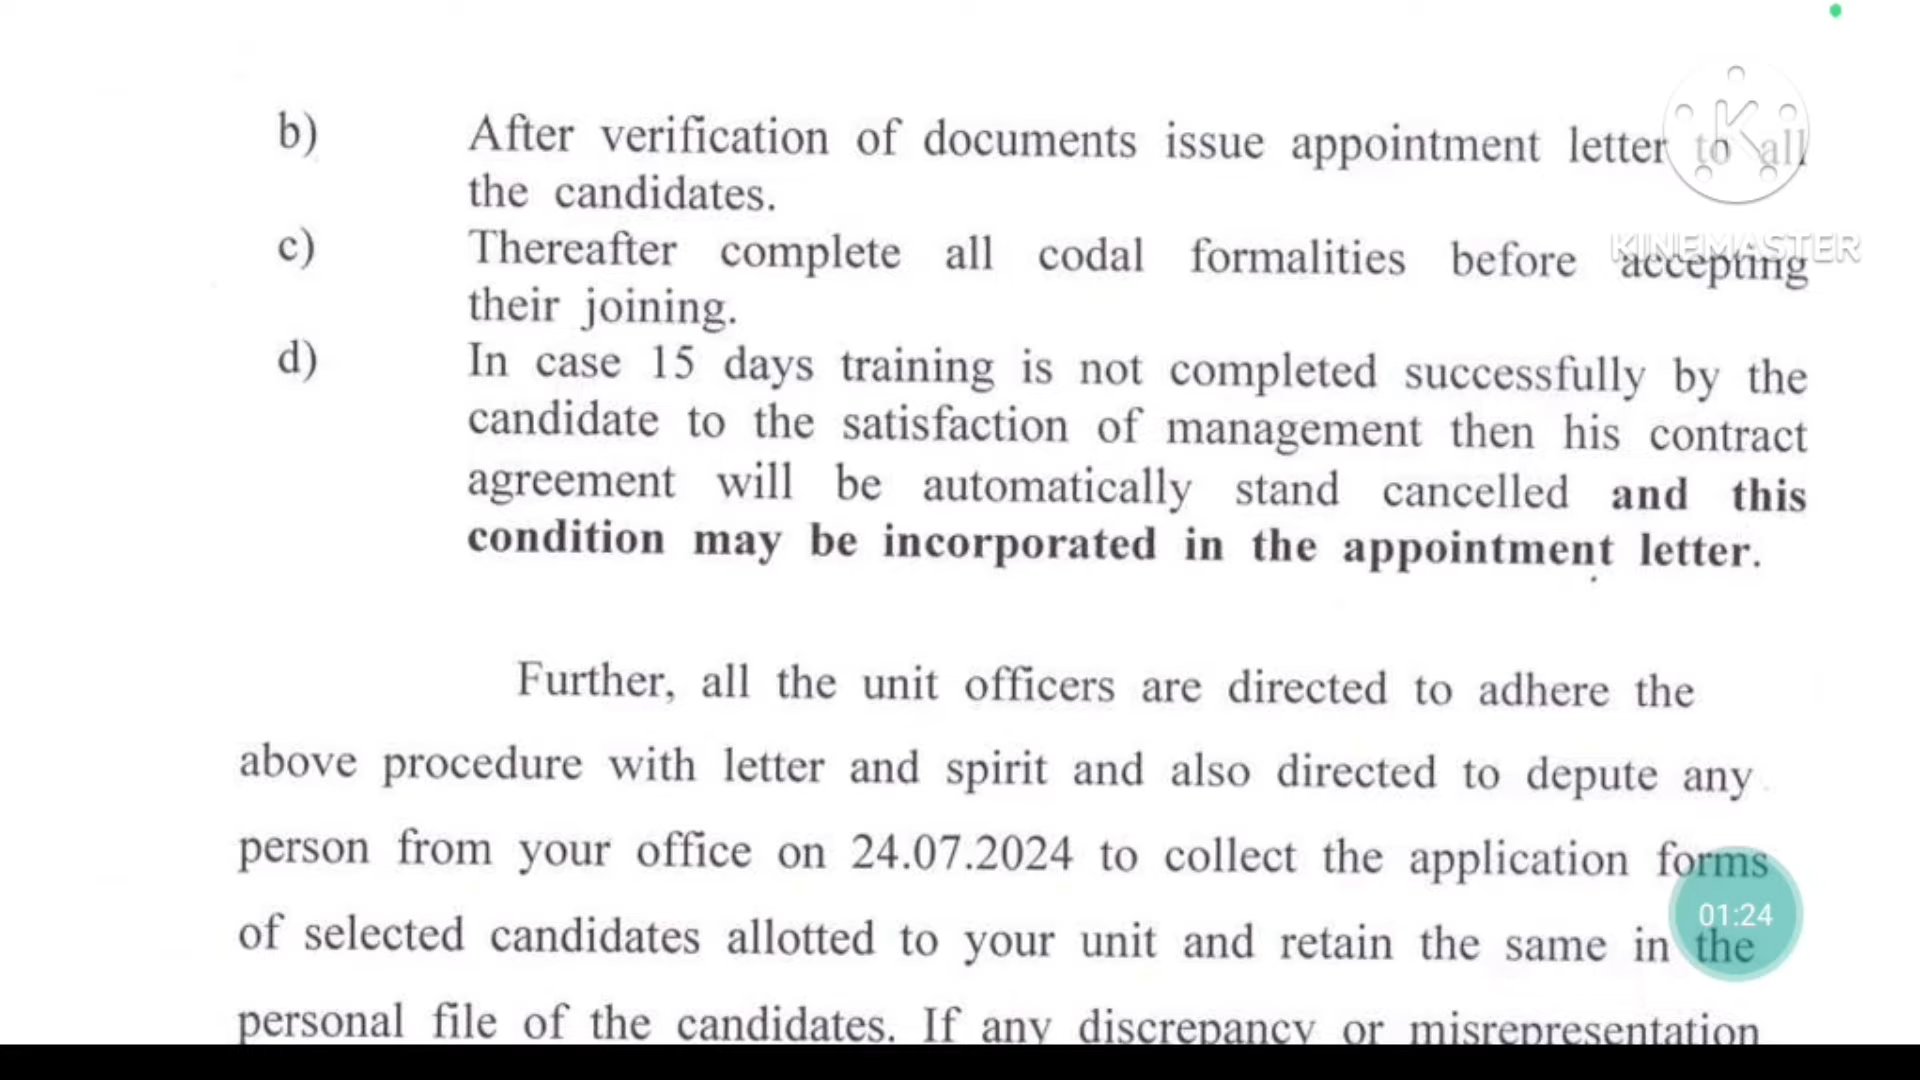 b) After verification of documents issue appointment letter to all
the candidates.
c) Thereafter complete all codal formalities before accepting
their joining.
d) In case 15 days training is not completed successfully by the
candidate to the satisfaction of management then his contract
agreement will be automatically stand cancelled and this
condition may be incorporated in the appointment letter.
Further, all the unit officers are directed to adhere the
above procedure with letter and spirit and also directed to depute any
person from your office on 24.07.2024 to collect the application forms
of selected candidates allotted to your unit and retain the same in the
personal file of the candidates. If any discrepancy or misrepresentation
K
KINEMASTER
01:24